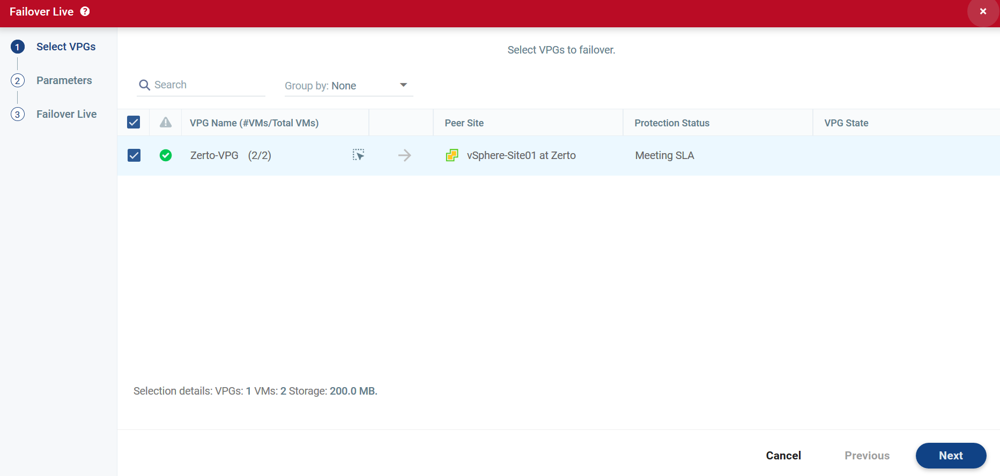 Failover Live ?
1 Select VPGs
2 Parameters
3 Failover Live
Select VPGs to failover.
Search
Group by: None
VPG Name (#VMs/Total VMs) Peer Site Protection Status VPG State
Zerto-VPG (2/2) vSphere-Site01 at Zerto Meeting SLA
Selection details: VPGs: 1 VMs: 2 Storage: 200.0 MB.
Cancel Previous Next